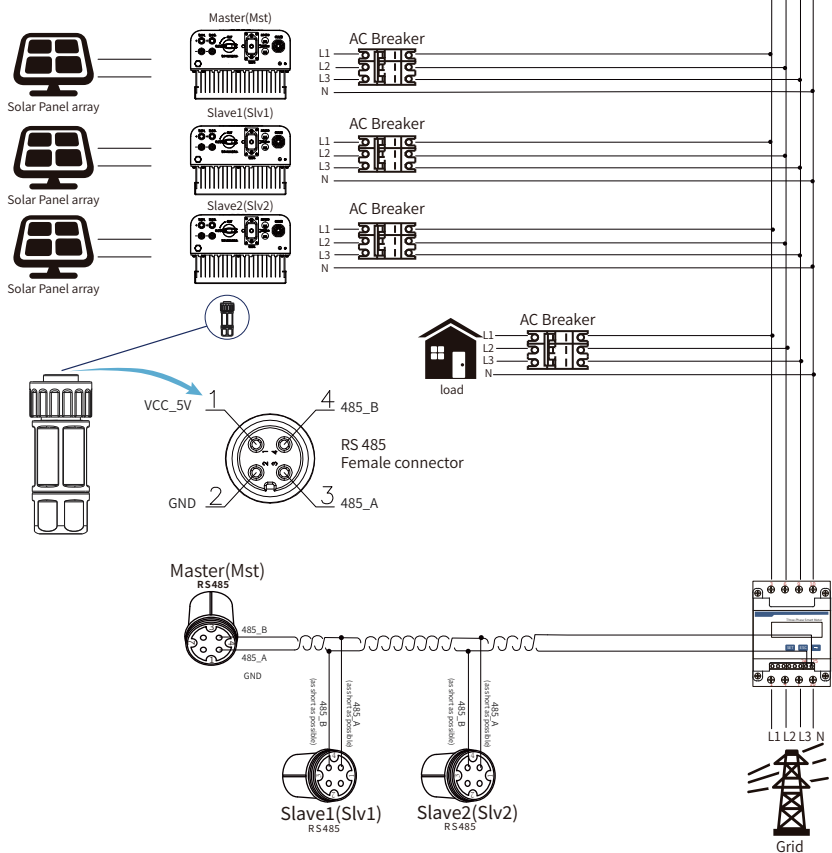 Master(Mst)
AC Breaker
L1
L2
L3
N
Solar Panel array
Slave1(Slv1)
AC Breaker
L1
L2
L3
N
Solar Panel array
Slave2(Slv2)
AC Breaker
L1
L2
L3
N
Solar Panel array
AC Breaker
L1
L2
L3
N
load
VCC_5V 1
4 485_B
RS 485
Female connector
GND 2
3 485_A
1
4
2
3
Master(Mst)
RS485
485_B
485_A
GND
485_B
(as short as possible)
485_A
(as short as possible)
485_B
(as short as possible)
485_A
(as short as possible)
Slave1(Slv1)
RS485
Slave2(Slv2)
RS485
L1 L2 L3 N
Grid